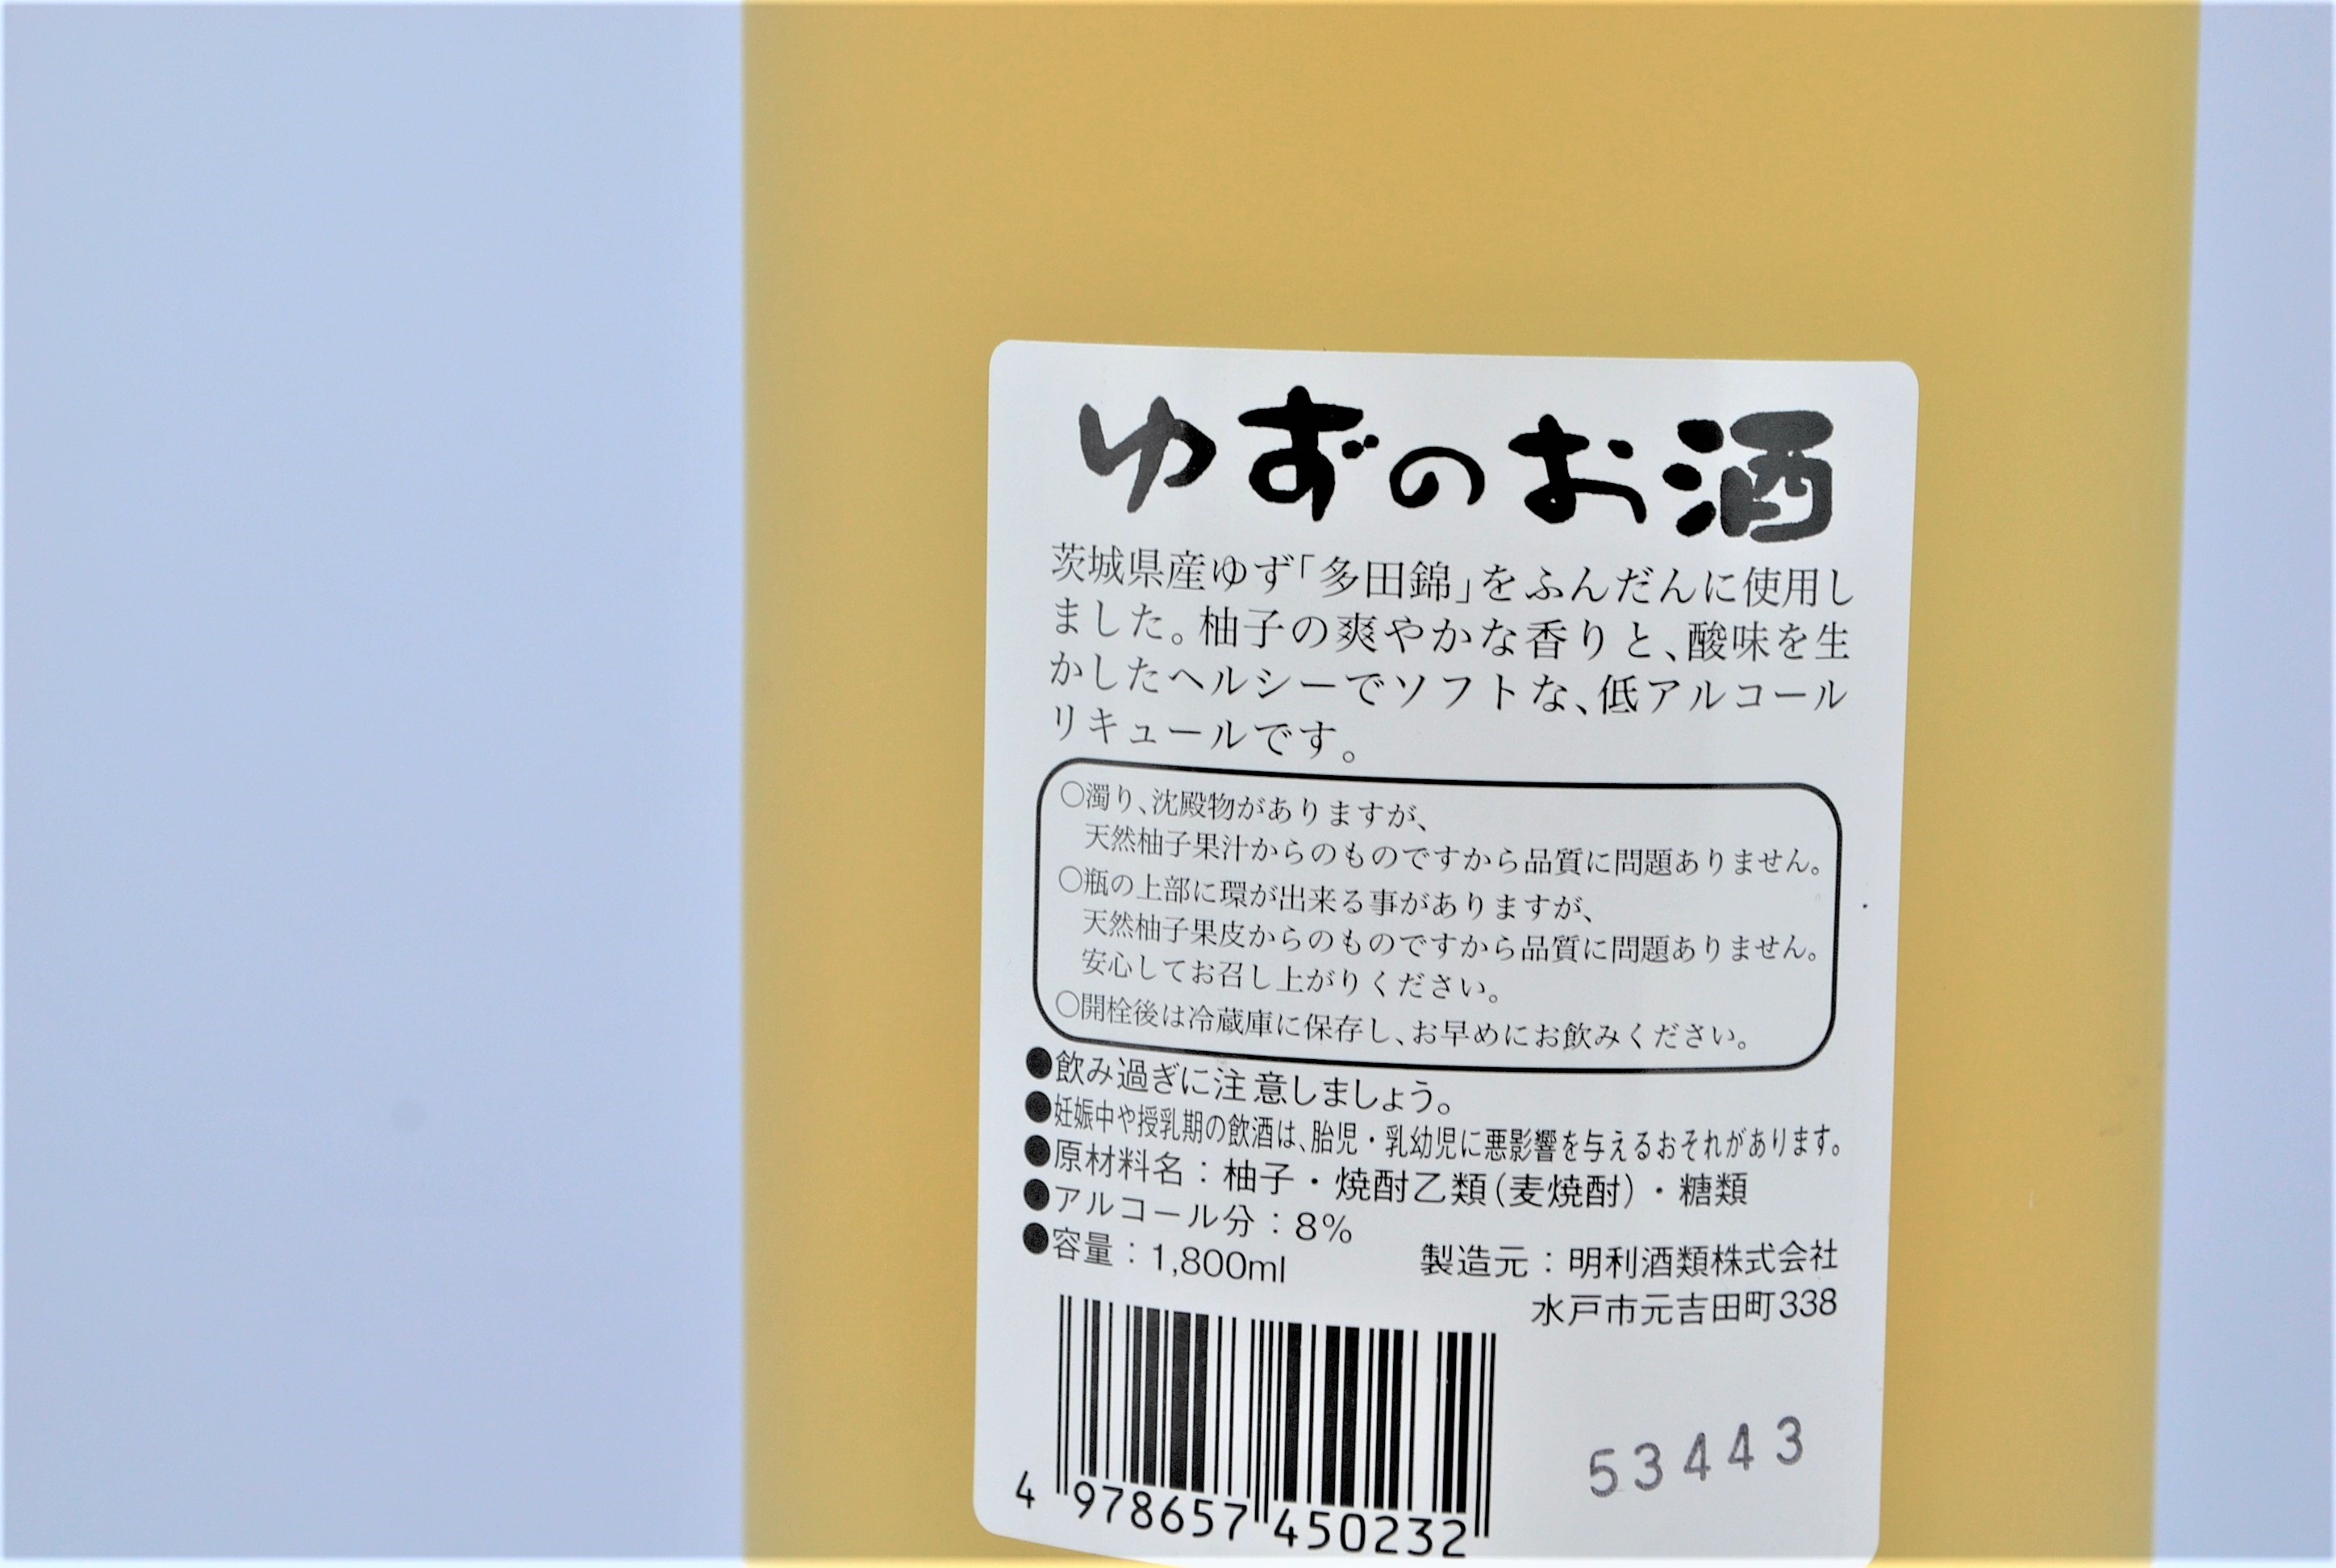 ゆずのお酒
茨城県産ゆず「多田錦」をふんだんに使用し
ました。柚子の爽やかな香りと、酸味を生
かしたヘルシーでソフトな、低アルコール
リキュールです。
○濁り、沈殿物がありますが、
天然柚子果汁からのものですから品質に問題ありません。
○瓶の上部に環が出来る事がありますが、
天然柚子果皮からのものですから品質に問題ありません。
安心してお召し上がりください。
○開栓後は冷蔵庫に保存し、お早めにお飲みください。
●飲み過ぎに注意しましょう。
●妊娠中や授乳期の飲酒は、胎児・乳幼児に悪影響を与えるおそれがあります。
●原材料名：柚子・焼酎乙類(麦焼酎)・糖類
●アルコール分：8%
●容量：1,800ml
製造元：明利酒類株式会社
水戸市元吉田町338
4 978657 450232
53443